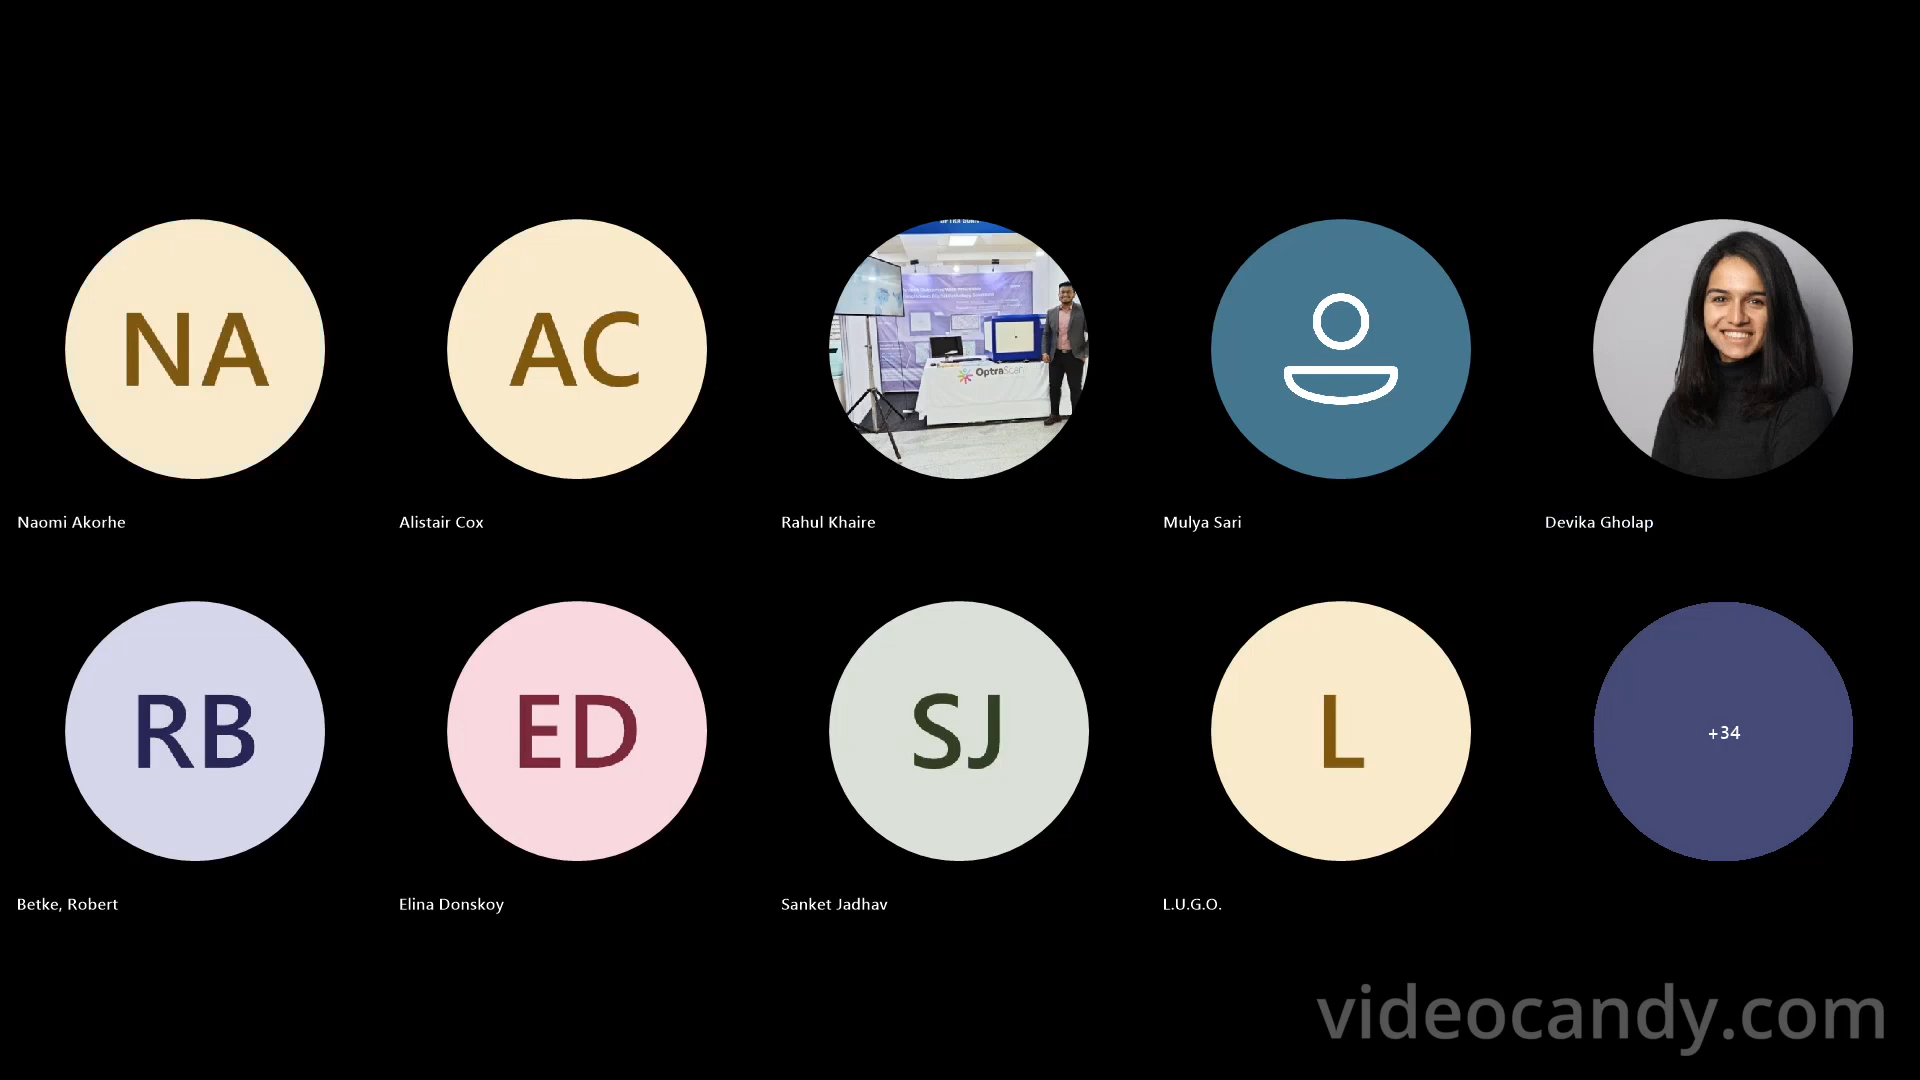 NA
AC
OptraScan
Naomi Akorhe
Alistair Cox
Rahul Khaire
Mulya Sari
Devika Gholap
RB
ED
SJ
L
+34
Betke, Robert
Elina Donskoy
Sanket Jadhav
L.U.G.O.
videocandy.com